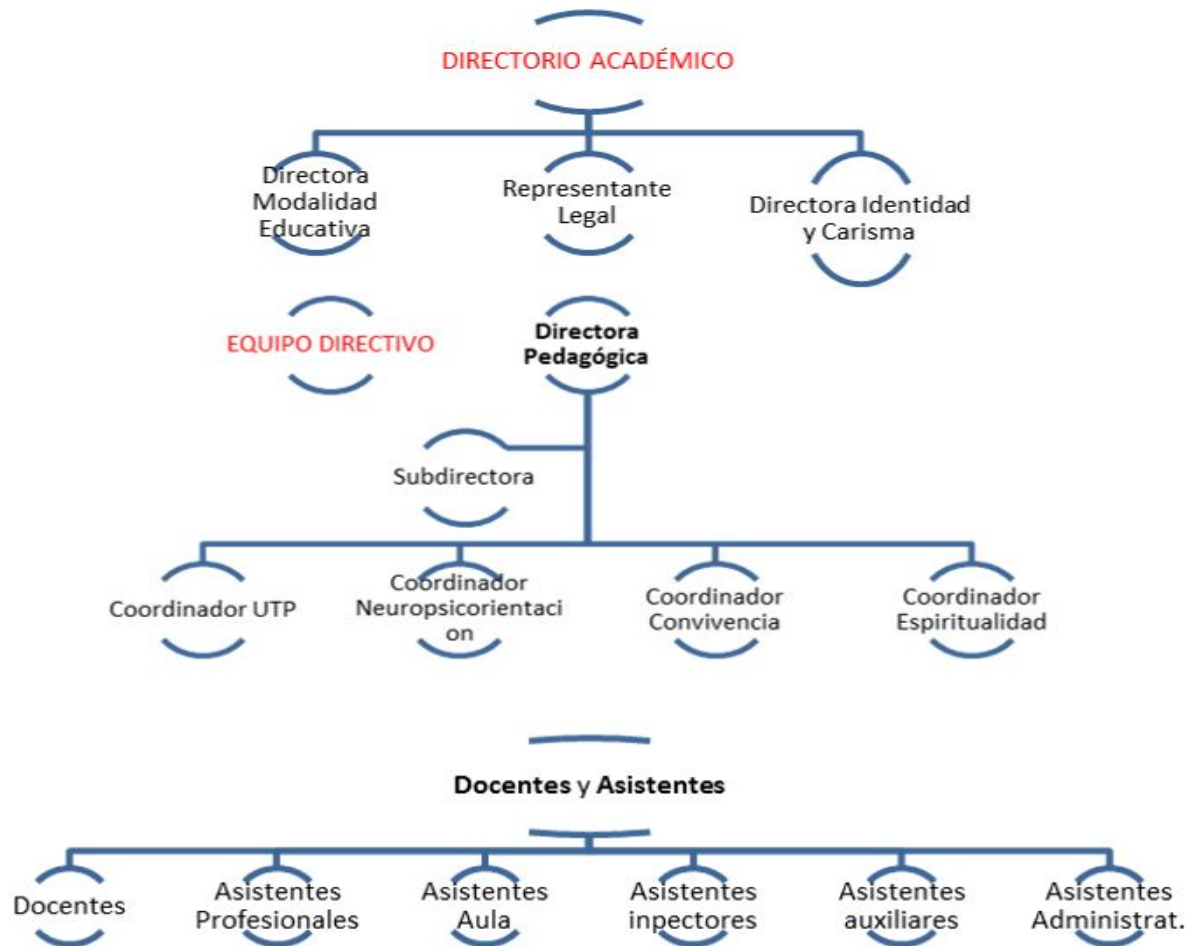 DIRECTORIO ACADÉMICO
Directora
Modalidad
Educativa
Representante
Legal
Directora Identidad
y Carisma
EQUIPO DIRECTIVO
Directora
Pedagógica
Subdirectora
Coordinador UTP
Coordinador
Neuropsicorientaci
on
Coordinador
Convivencia
Coordinador
Espiritualidad
Docentes y Asistentes
Docentes
Asistentes
Profesionales
Asistentes
Aula
Asistentes
inpectores
Asistentes
auxiliares
Asistentes
Administrat.